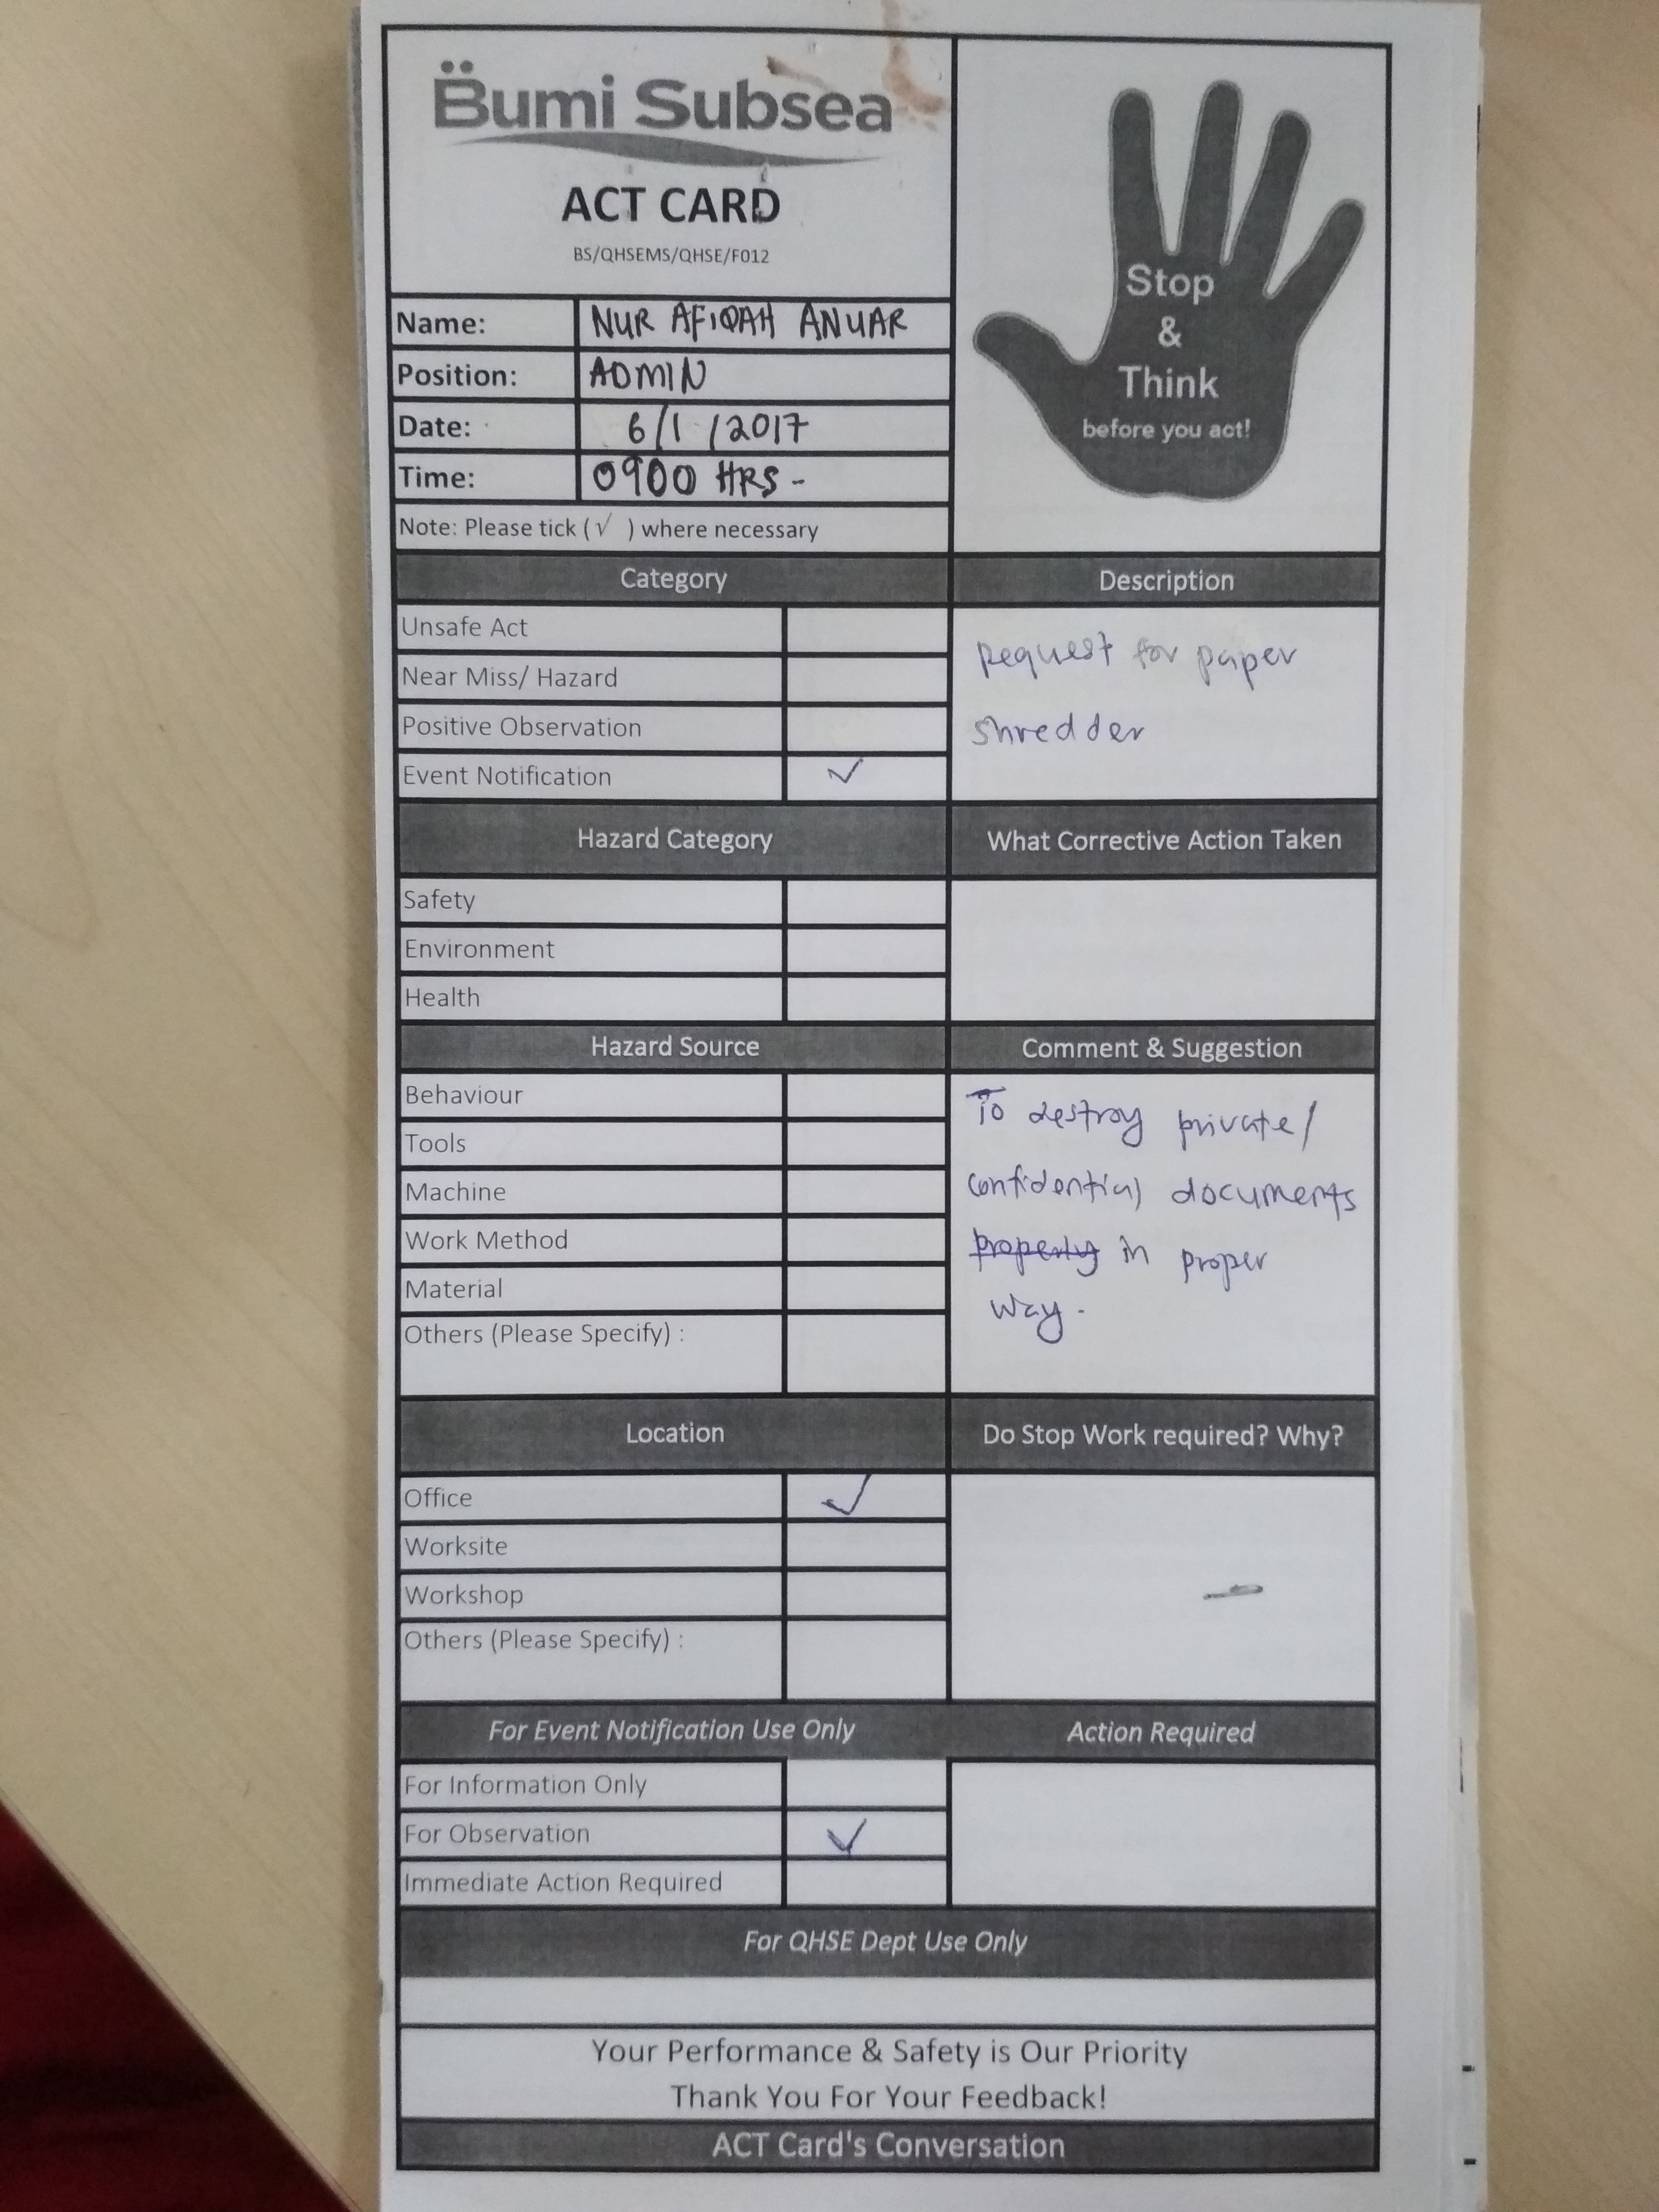 Bumi Subsea
ACT CARD
BS/QHSEMS/QHSE/F012
Stop
&
Think
before you act!
Name: NUR AFIQAH ANUAR
Position: ADMIN
Date: 6/1/2017
Time: 0900 HRS -
Note: Please tick (√ ) where necessary
Category
Description
Unsafe Act
Near Miss/ Hazard
Positive Observation
Event Notification ✓
request for paper
shredder
Hazard Category
What Corrective Action Taken
Safety
Environment
Health
Hazard Source
Comment & Suggestion
Behaviour
Tools
Machine
Work Method
Material
Others (Please Specify) :
To destroy private/
confidential documents
properly in proper
way.
Location
Do Stop Work required? Why?
Office ✓
Worksite
Workshop
Others (Please Specify) :
-
For Event Notification Use Only
Action Required
For Information Only
For Observation ✓
Immediate Action Required
For QHSE Dept Use Only
Your Performance & Safety is Our Priority
Thank You For Your Feedback!
ACT Card's Conversation